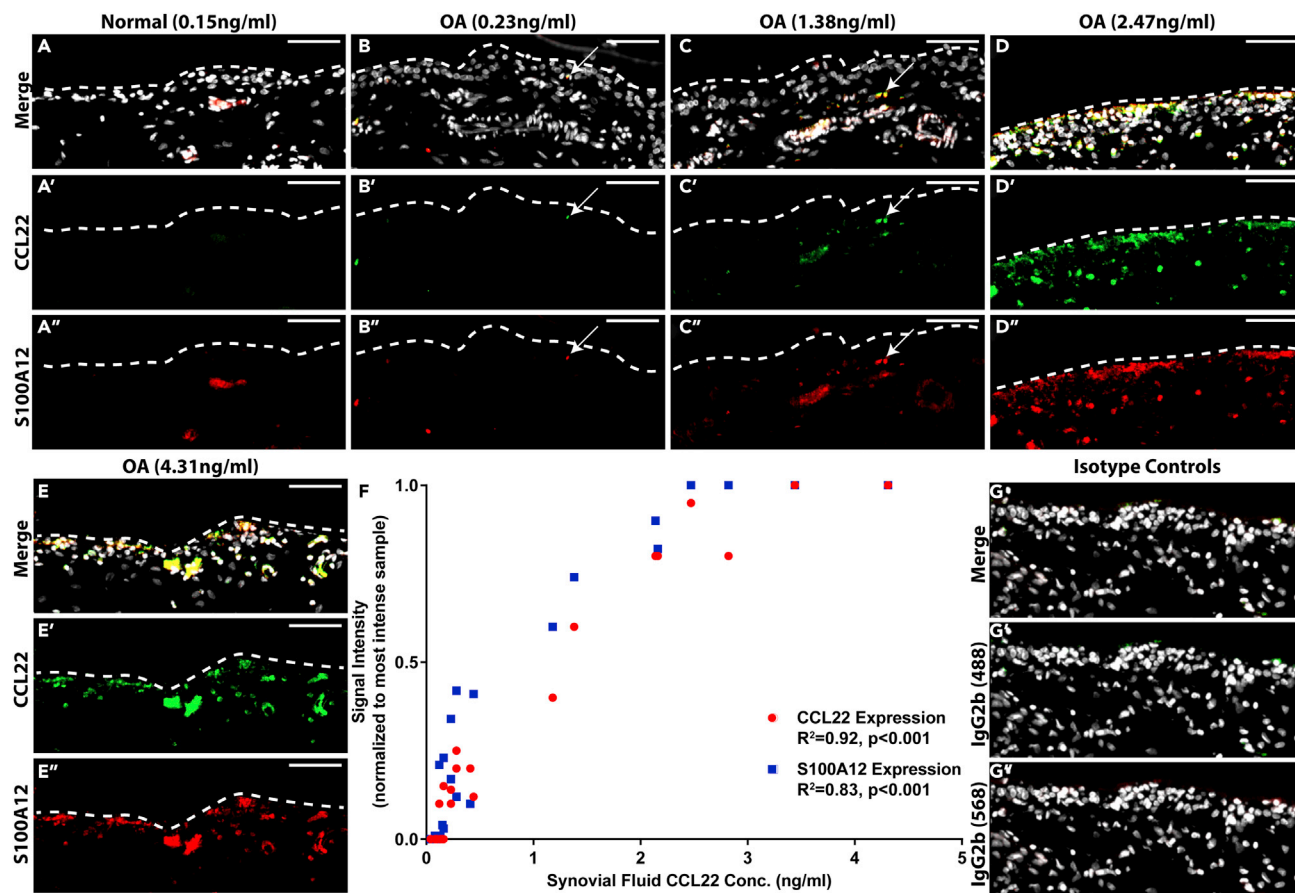 Normal (0.15ng/ml)
OA (0.23ng/ml)
OA (1.38ng/ml)
OA (2.47ng/ml)
Merge
A
B
C
D
CCL22
A'
B'
C'
D'
S100A12
A"
B"
C"
D"
OA (4.31ng/ml)
Merge
E
CCL22
E'
S100A12
E"
F
Signal Intensity
(normalized to most intense sample)
1.0
0.5
0.0
0
1
2
3
4
5
Synovial Fluid CCL22 Conc. (ng/ml)
CCL22 Expression
R²=0.92, p<0.001
S100A12 Expression
R²=0.83, p<0.001
Isotype Controls
Merge
G
IgG2b (488)
G'
IgG2b (568)
G"